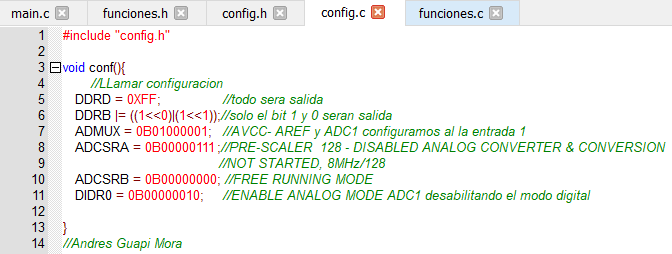 main.c funciones.h config.h config.c funciones.c
1 #include "config.h"
2
3 void conf(){
4 //LLamar configuracion
5 DDRD = 0XFF; //todo sera salida
6 DDRB |= ((1<<0)|(1<<1));//solo el bit 1 y 0 seran salida
7 ADMUX = 0B01000001; //AVCC- AREF y ADC1 configuramos al la entrada 1
8 ADCSRA = 0B00000111;//PRE-SCALER 128 - DISABLED ANALOG CONVERTER & CONVERSION
9 //NOT STARTED, 8MHz/128
10 ADCSRB = 0B00000000; //FREE RUNNING MODE
11 DIDR0 = 0B00000010; //ENABLE ANALOG MODE ADC1 desabilitando el modo digital
12
13 }
14 //Andres Guapi Mora